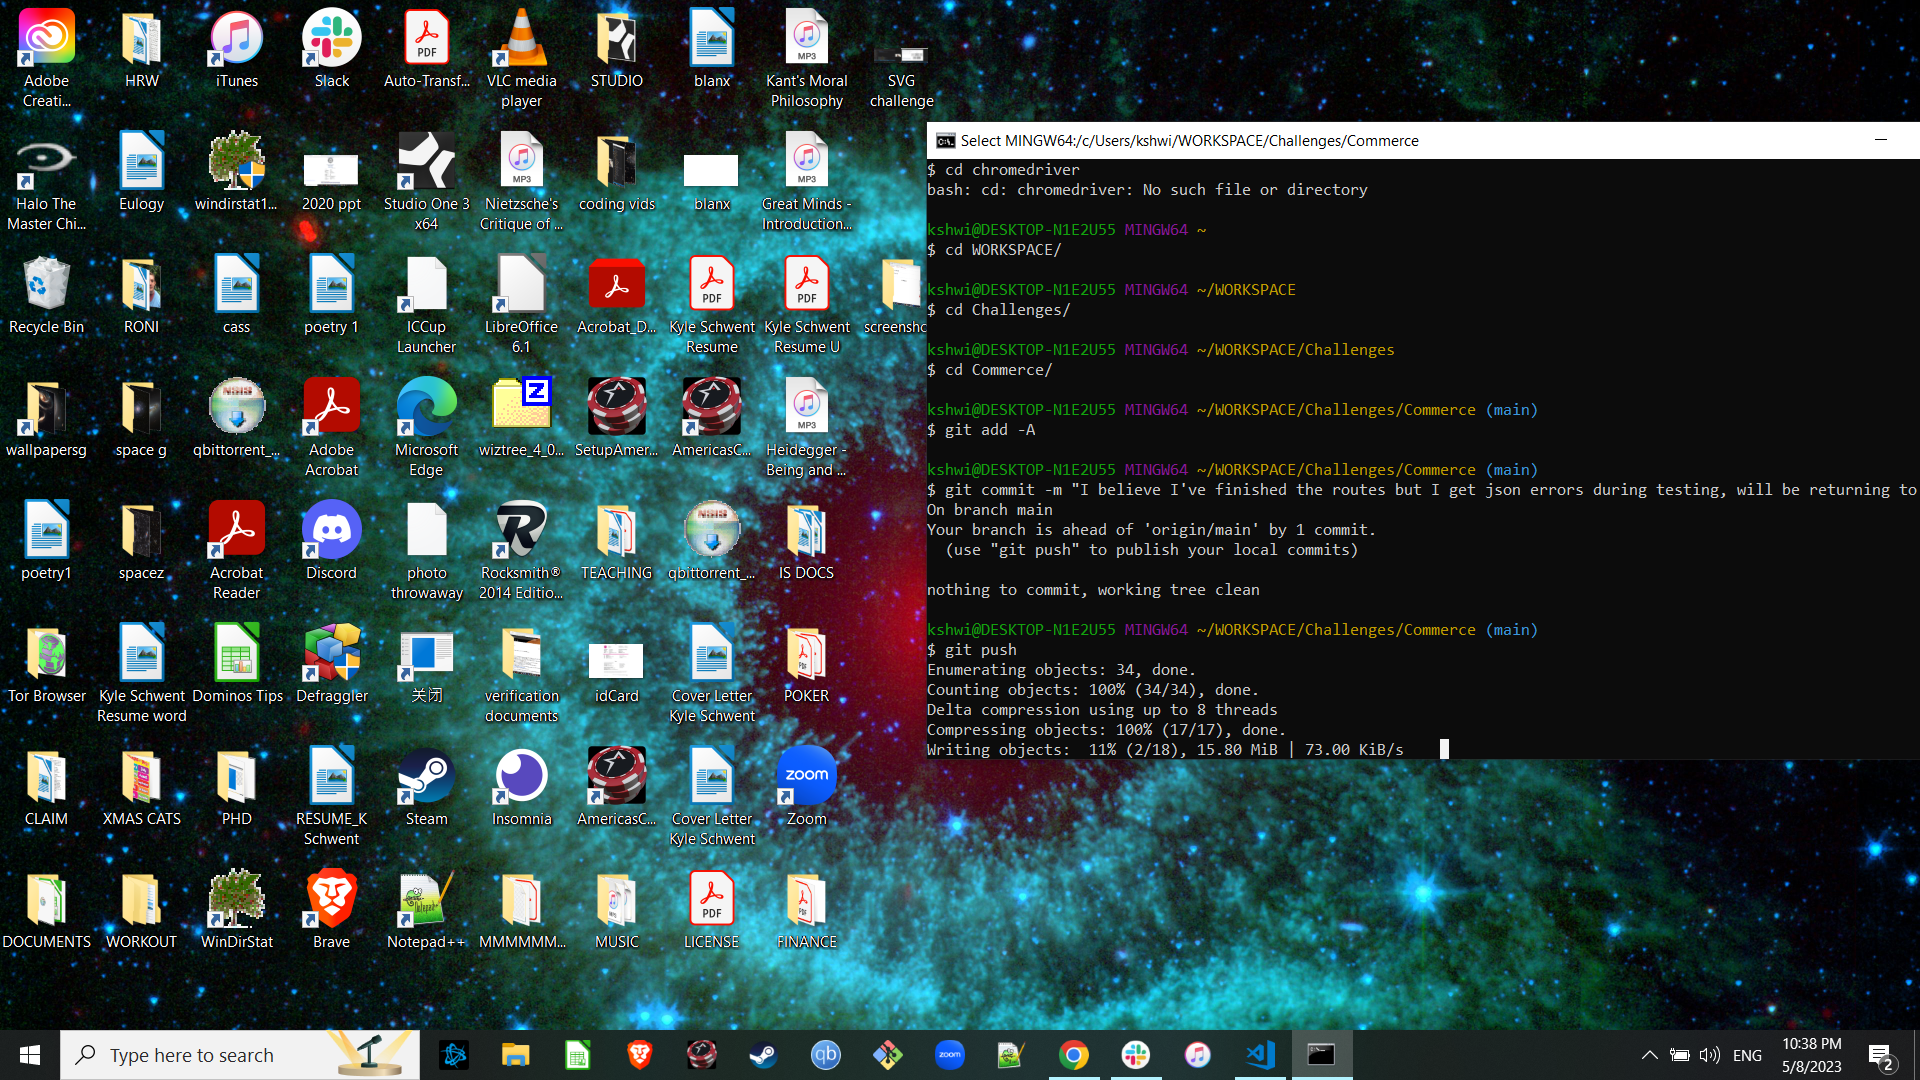 Adobe
Creati...
HRW
iTunes
Slack
PDF
Auto-Transf...
VLC media
player
STUDIO
blanx
MP3
Kant's Moral
Philosophy
SVG
challenge
Halo The
Master Chi...
Eulogy
windirstat1...
2020 ppt
Studio One 3
x64
MP3
Nietzsche's
Critique of ...
coding vids
blanx
MP3
Great Minds -
Introduction...
Recycle Bin
RONI
cass
poetry 1
ICCup
Launcher
LibreOffice
6.1
Acrobat_D...
PDF
Kyle Schwent
Resume
PDF
Kyle Schwent
Resume U
screensho
wallpapersg
space g
NSIS
qbittorrent_...
Adobe
Acrobat
Microsoft
Edge
Z
wiztree_4_0...
SetupAmer...
AmericasC...
MP3
Heidegger -
Being and ...
poetry1
spacez
Acrobat
Reader
Discord
photo
throwaway
Rocksmith®
2014 Editio...
TEACHING
NSIS
qbittorrent_...
IS DOCS
Tor Browser
Kyle Schwent
Resume word
Dominos Tips
Defraggler
关闭
verification
documents
idCard
Cover Letter
Kyle Schwent
POKER
CLAIM
XMAS CATS
PHD
RESUME_K
Schwent
Steam
Insomnia
AmericasC...
Cover Letter
Kyle Schwent
zoom
Zoom
DOCUMENTS
WORKOUT
WinDirStat
Brave
Notepad++
MMMMMM...
MUSIC
PDF
LICENSE
FINANCE
Select MINGW64:/c/Users/kshwi/WORKSPACE/Challenges/Commerce
$ cd chromedriver
bash: cd: chromedriver: No such file or directory
kshwi@DESKTOP-N1E2U55 MINGW64 ~
$ cd WORKSPACE/
kshwi@DESKTOP-N1E2U55 MINGW64 ~/WORKSPACE
$ cd Challenges/
kshwi@DESKTOP-N1E2U55 MINGW64 ~/WORKSPACE/Challenges
$ cd Commerce/
kshwi@DESKTOP-N1E2U55 MINGW64 ~/WORKSPACE/Challenges/Commerce (main)
$ git add -A
kshwi@DESKTOP-N1E2U55 MINGW64 ~/WORKSPACE/Challenges/Commerce (main)
$ git commit -m "I believe I've finished the routes but I get json errors during testing, will be returning to
On branch main
Your branch is ahead of 'origin/main' by 1 commit.
(use "git push" to publish your local commits)
nothing to commit, working tree clean
kshwi@DESKTOP-N1E2U55 MINGW64 ~/WORKSPACE/Challenges/Commerce (main)
$ git push
Enumerating objects: 34, done.
Counting objects: 100% (34/34), done.
Delta compression using up to 8 threads
Compressing objects: 100% (17/17), done.
Writing objects:  11% (2/18), 15.80 MiB | 73.00 KiB/s
Type here to search
qb
zoom
ENG
10:38 PM
5/8/2023
2